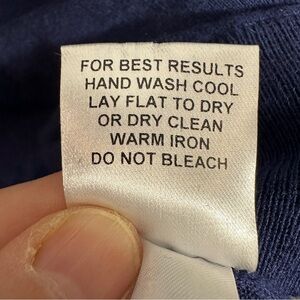 FOR BEST RESULTS
HAND WASH COOL
LAY FLAT TO DRY
OR DRY CLEAN
WARM IRON
DO NOT BLEACH